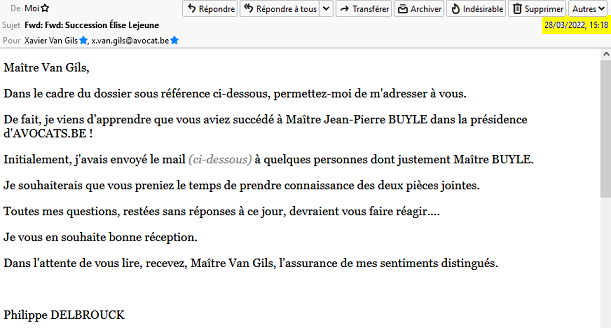 De Moi
Répondre Répondre à tous Transférer Archiver Indésirable Supprimer Autres
Sujet Fwd: Fwd: Succession Élise Lejeune 28/03/2022, 15:18
Pour Xavier Van Gils, x.van.gils@avocat.be
Maître Van Gils,
Dans le cadre du dossier sous référence ci-dessous, permettez-moi de m'adresser à vous.
De fait, je viens d'apprendre que vous aviez succédé à Maître Jean-Pierre BUYLE dans la présidence
d'AVOCATS.BE !
Initialement, j'avais envoyé le mail (ci-dessous) à quelques personnes dont justement Maître BUYLE.
Je souhaiterais que vous preniez le temps de prendre connaissance des deux pièces jointes.
Toutes mes questions, restées sans réponses à ce jour, devraient vous faire réagir....
Je vous en souhaite bonne réception.
Dans l'attente de vous lire, recevez, Maître Van Gils, l'assurance de mes sentiments distingués.
Philippe DELBROUCK